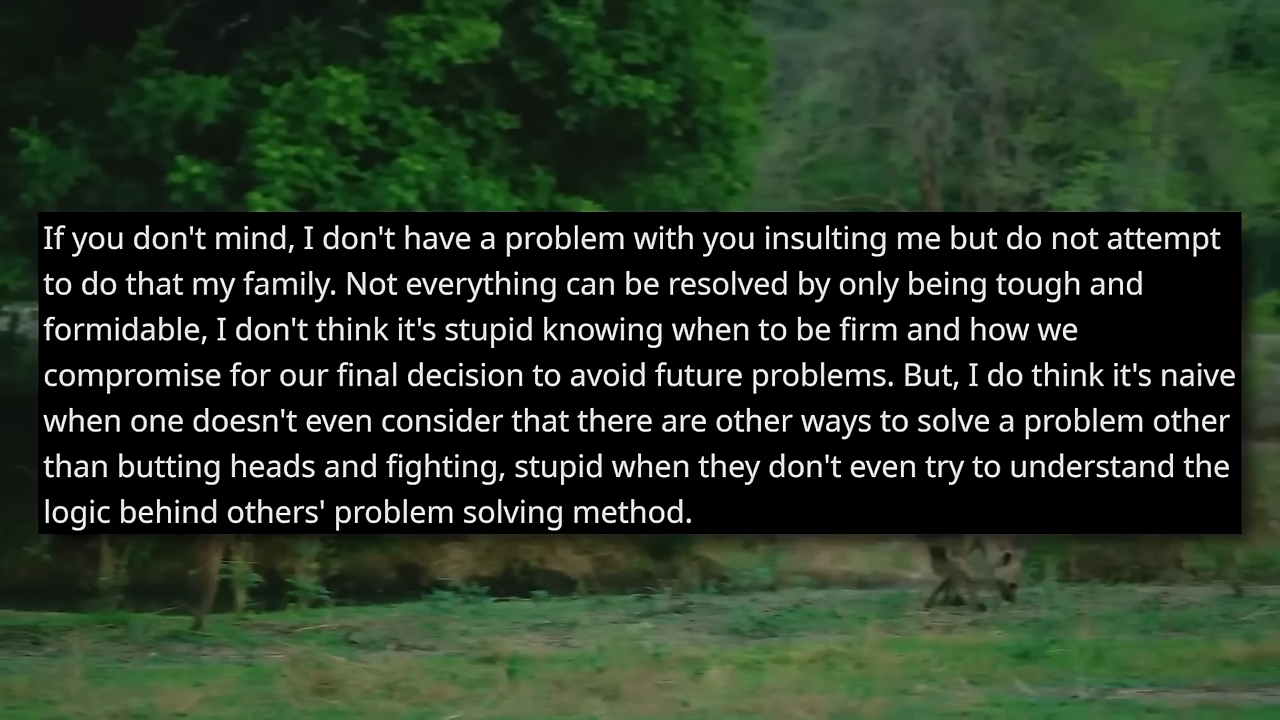 If you don't mind, I don't have a problem with you insulting me but do not attempt
to do that my family. Not everything can be resolved by only being tough and
formidable, I don't think it's stupid knowing when to be firm and how we
compromise for our final decision to avoid future problems. But, I do think it's naive
when one doesn't even consider that there are other ways to solve a problem other
than butting heads and fighting, stupid when they don't even try to understand the
logic behind others' problem solving method.